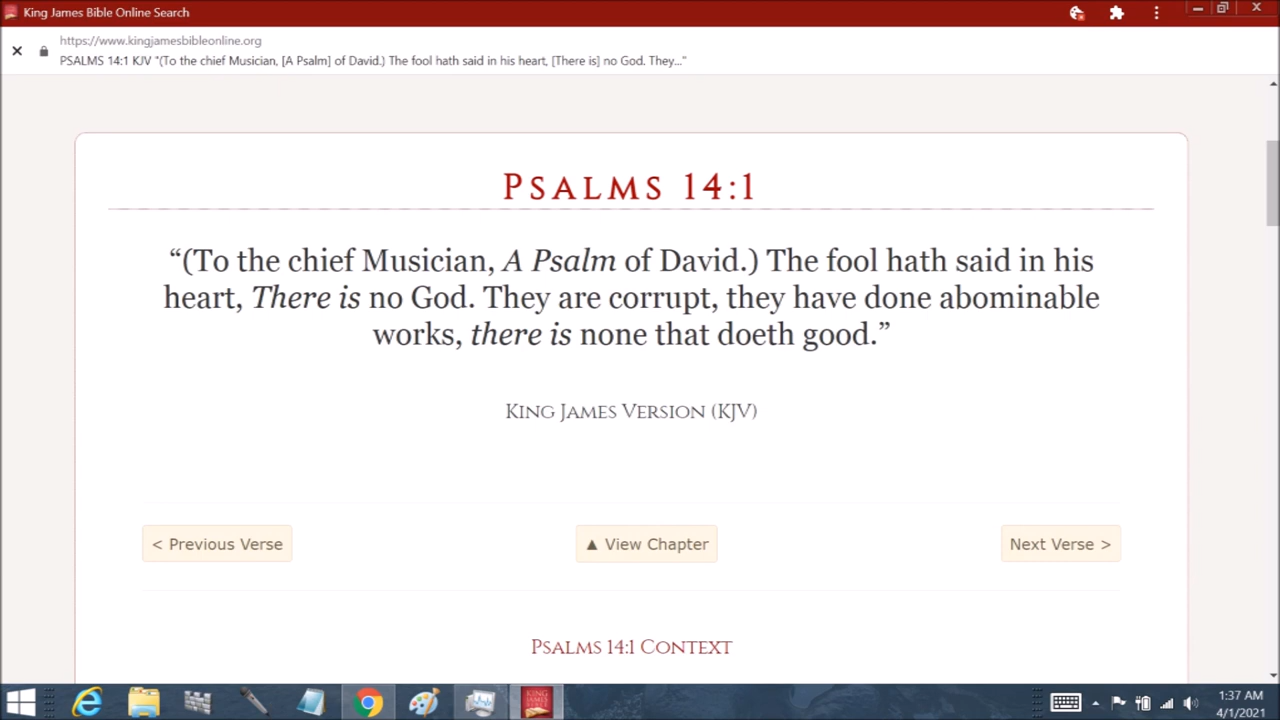 King James Bible Online Search
https://www.kingjamesbibleonline.org
PSALMS 14:1 KJV "(To the chief Musician, [A Psalm] of David.) The fool hath said in his heart, [There is] no God. They..."
PSALMS 14:1
“(To the chief Musician, A Psalm of David.) The fool hath said in his
heart, There is no God. They are corrupt, they have done abominable
works, there is none that doeth good.”
KING JAMES VERSION (KJV)
< Previous Verse
▲ View Chapter
Next Verse >
PSALMS 14:1 CONTEXT
KING JAMES BIBLE
1:37 AM
4/1/2021